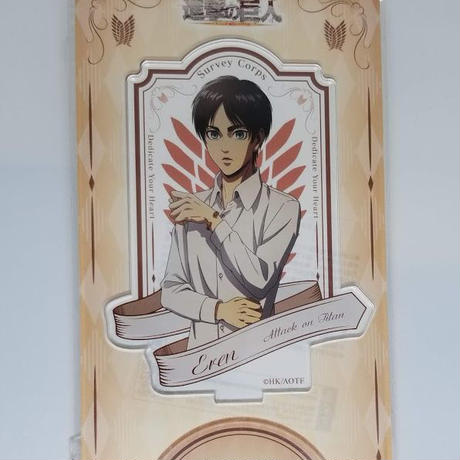 進撃の巨人
Survey Corps
Dedicate Your Heart
Dedicate Your Heart
Eren
Attack on Titan
©HK/AOTF